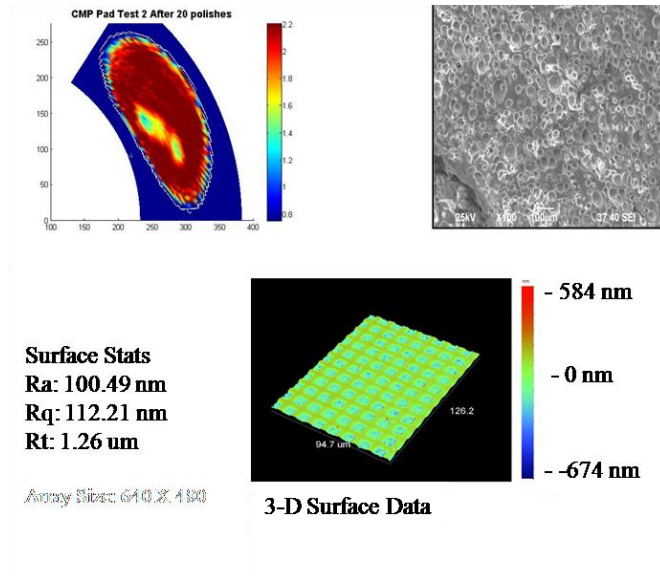 CMP Pad Test 2 After 20 polishes
250
200
150
100
50
0
100 150 200 250 300 350 400
2.2
2
1.8
1.6
1.4
1.2
1
0.8
25kV X100 100µm 37 40 SEI
Surface Stats
Ra: 100.49 nm
Rq: 112.21 nm
Rt: 1.26 um
Array Size: 640 X 480
94.7 um
126.2
3-D Surface Data
- 584 nm
- 0 nm
- -674 nm